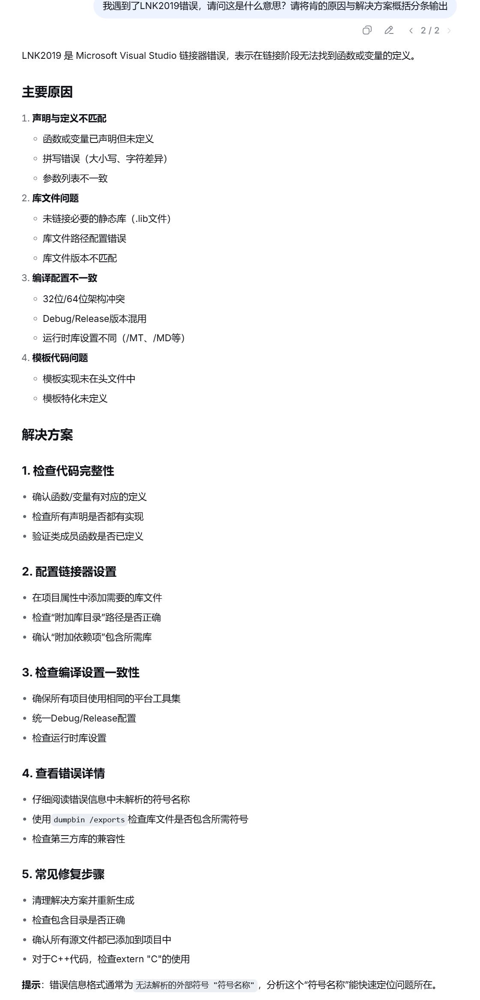 我遇到了LNK2019错误，请问这是什么意思？请将肯的原因与解决方案概括分条输出
2 / 2
LNK2019 是 Microsoft Visual Studio 链接器错误，表示在链接阶段无法找到函数或变量的定义。
主要原因
1. 声明与定义不匹配
○ 函数或变量已声明但未定义
○ 拼写错误（大小写、字符差异）
○ 参数列表不一致
2. 库文件问题
○ 未链接必要的静态库（.lib文件）
○ 库文件路径配置错误
○ 库文件版本不匹配
3. 编译配置不一致
○ 32位/64位架构冲突
○ Debug/Release版本混用
○ 运行时库设置不同（/MT、/MD等）
4. 模板代码问题
○ 模板实现未在头文件中
○ 模板特化未定义
解决方案
1. 检查代码完整性
• 确认函数/变量有对应的定义
• 检查所有声明是否都有实现
• 验证类成员函数是否已定义
2. 配置链接器设置
• 在项目属性中添加需要的库文件
• 检查“附加库目录”路径是否正确
• 确认“附加依赖项”包含所需库
3. 检查编译设置一致性
• 确保所有项目使用相同的平台工具集
• 统一Debug/Release配置
• 检查运行时库设置
4. 查看错误详情
• 仔细阅读错误信息中未解析的符号名称
• 使用 dumpbin /exports 检查库文件是否包含所需符号
• 检查第三方库的兼容性
5. 常见修复步骤
• 清理解决方案并重新生成
• 检查包含目录是否正确
• 确认所有源文件都已添加到项目中
• 对于C++代码，检查extern "C"的使用
提示：错误信息格式通常为 无法解析的外部符号 "符号名称" ，分析这个“符号名称”能快速定位问题所在。